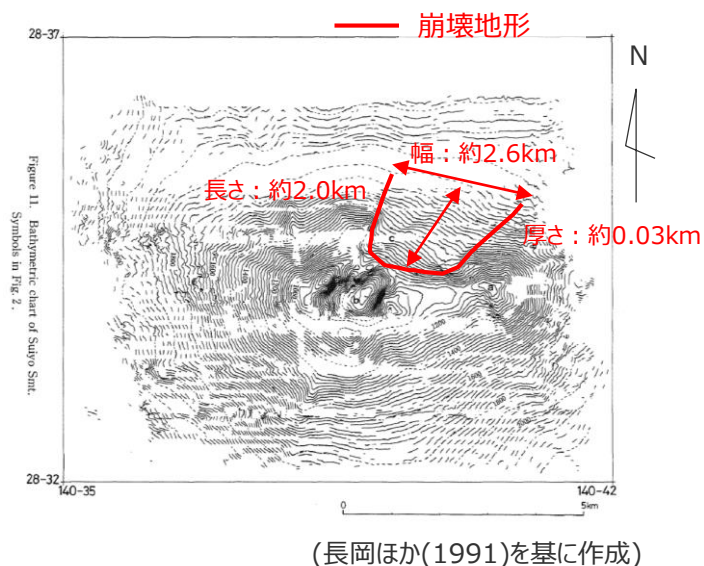 崩壊地形
28-37
N
幅：約2.6km
長さ：約2.0km
厚さ：約0.03km
Figure 11. Bathymetric chart of Suiyo Smt.
Symbols in Fig. 2.
28-32
140-35
140-42
0
5km
(長岡ほか(1991)を基に作成)